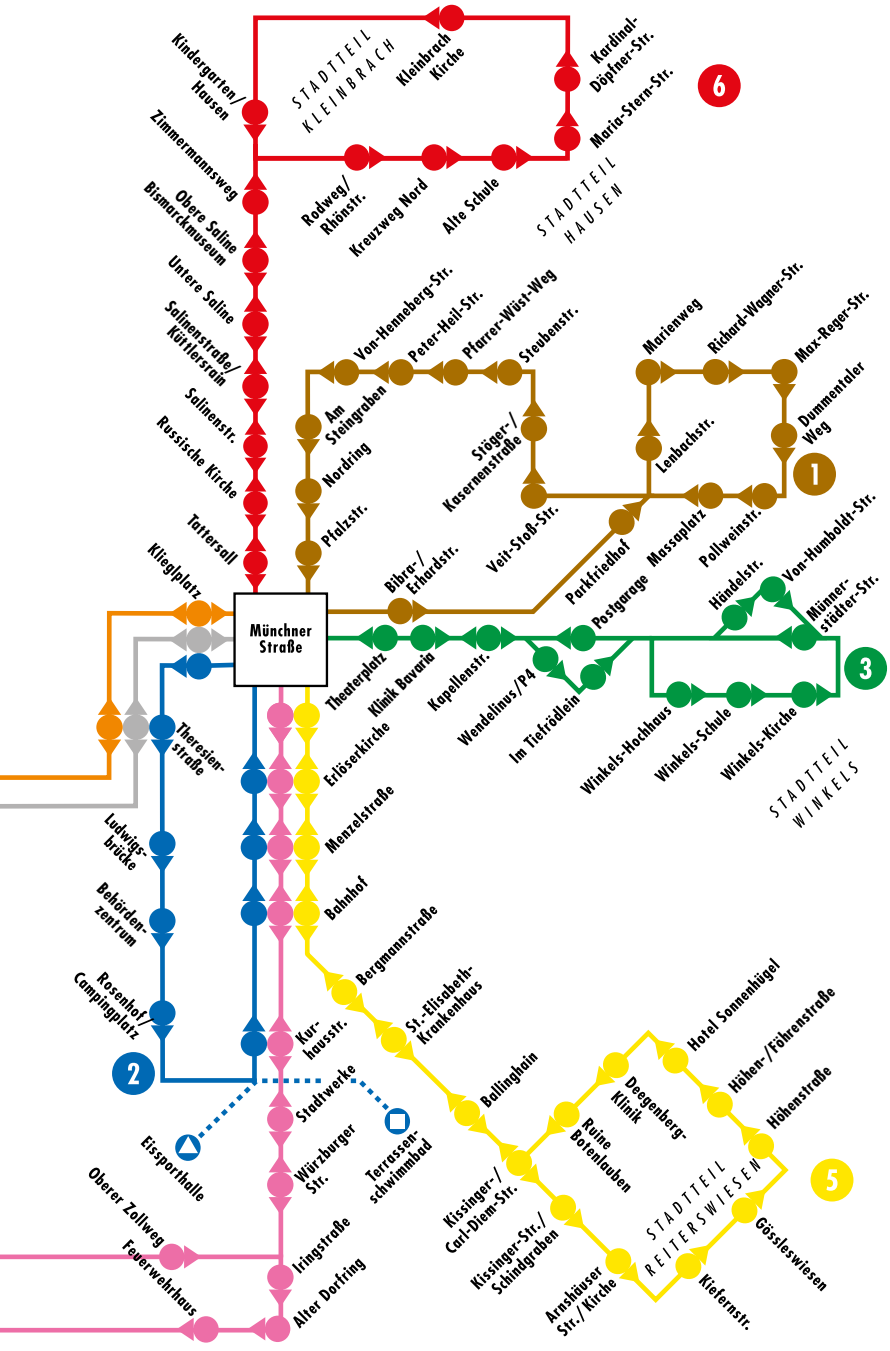 Kindergarten/
Hausen
STADTTEIL
KLEINBRACH
Kleinbrach
Kirche
Kardinal-
Döpfner-Str.
6
Maria-Stern-Str.
Zimmermannsweg
Rodweg/
Rhönstr.
Kreuzweg Nord
Alte Schule
STADTTEIL
HAUSEN
Obere Saline
Bismarckmuseum
Untere Saline
Salinenstraße/
Küttlersrain
Salinenstr.
Russische Kirche
Tattersall
Von-Henneberg-Str.
Peter-Heil-Str.
Pfarrer-Wüst-Weg
Steubenstr.
Marienweg
Richard-Wagner-Str.
Max-Reger-Str.
Am
Steingraben
Nordring
Pfalzstr.
Stöger-/
Kasernenstraße
Veit-Stoß-Str.
Lenbachstr.
Dummentaler
Weg
1
Massaplatz
Pollweinstr.
Parkfriedhof
Bibra-/
Erhardstr.
Klieglplatz
Münchner
Straße
Theaterplatz
Klinik Bavaria
Kapellenstr.
Postgarage
Wendelinus/P4
Im Tiefrödlein
Händelstr.
Von-Humboldt-Str.
Münner-
städter-Str.
3
Winkels-Hochhaus
Winkels-Schule
Winkels-Kirche
STADTTEIL
WINKELS
Theresien-
straße
Ludwigs-
brücke
Behörden-
zentrum
Rosenhof/
Campingplatz
2
Erlöserkirche
Menzelstraße
Bahnhof
Bergmannstraße
St.-Elisabeth-
Krankenhaus
Ballinghain
Kur-
hausstr.
Stadtwerke
Würzburger
Str.
Eissporthalle
Terrassen-
schwimmbad
Oberer Zollweg
Feuerwehrhaus
Iringstraße
Alter Dorfring
Kissinger-/
Carl-Diem-Str.
Kissinger-Str./
Schindgraben
Arnshäuser
Str./Kirche
Kiefernstr.
Gössleswiesen
Höhenstraße
Höhen-/Föhrenstraße
Hotel Sonnenhügel
Deegenberg-
Klinik
Ruine
Botenlauben
STADTTEIL
REITERSWIESEN
5